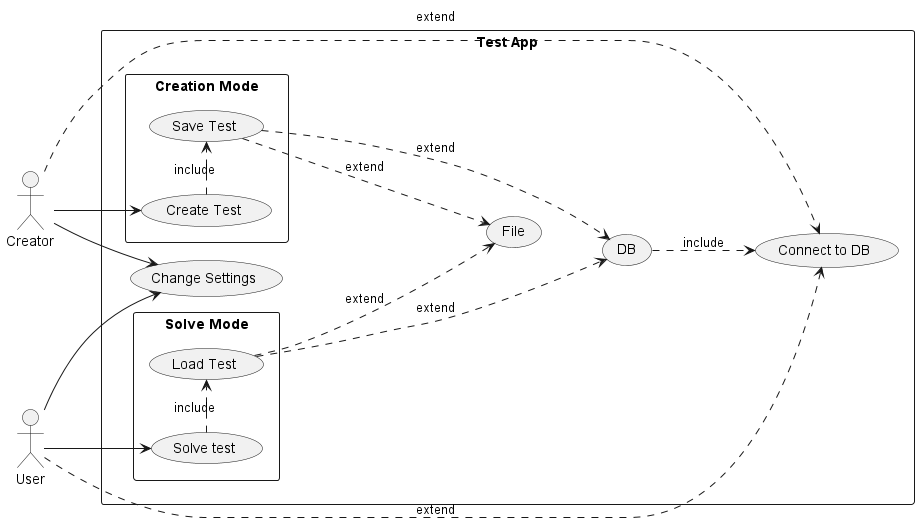 extend
Test App
Creation Mode
Save Test
extend
extend
include
Create Test
Creator
File
DB
include
Connect to DB
Change Settings
extend
extend
Solve Mode
Load Test
include
Solve test
User
extend